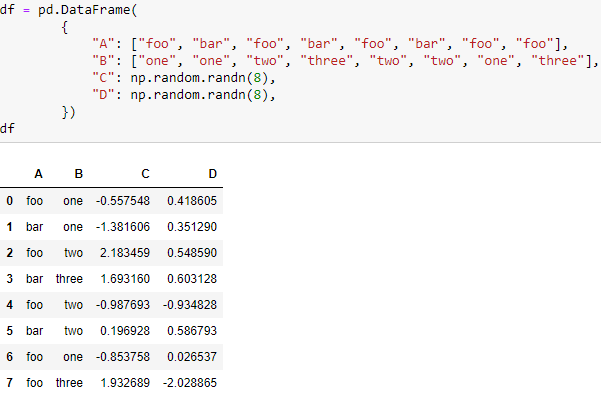 df = pd.DataFrame(
{
"A": ["foo", "bar", "foo", "bar", "foo", "bar", "foo", "foo"],
"B": ["one", "one", "two", "three", "two", "two", "one", "three"],
"C": np.random.randn(8),
"D": np.random.randn(8),
})
df
A B C D
0 foo one -0.557548 0.418605
1 bar one -1.381606 0.351290
2 foo two 2.183459 0.548590
3 bar three 1.693160 0.603128
4 foo two -0.987693 -0.934828
5 bar two 0.196928 0.586793
6 foo one -0.853758 0.026537
7 foo three 1.932689 -2.028865